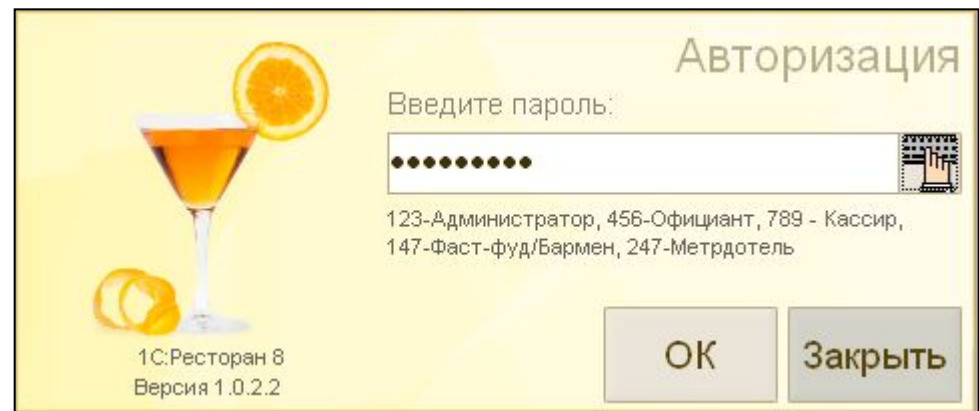 Авторизация
Введите пароль:
●●●●●●●●●
123-Администратор, 456-Официант, 789 - Кассир,
147-Фаст-фуд/Бармен, 247-Метрдотель
1С:Ресторан 8
Версия 1.0.2.2
ОК
Закрыть